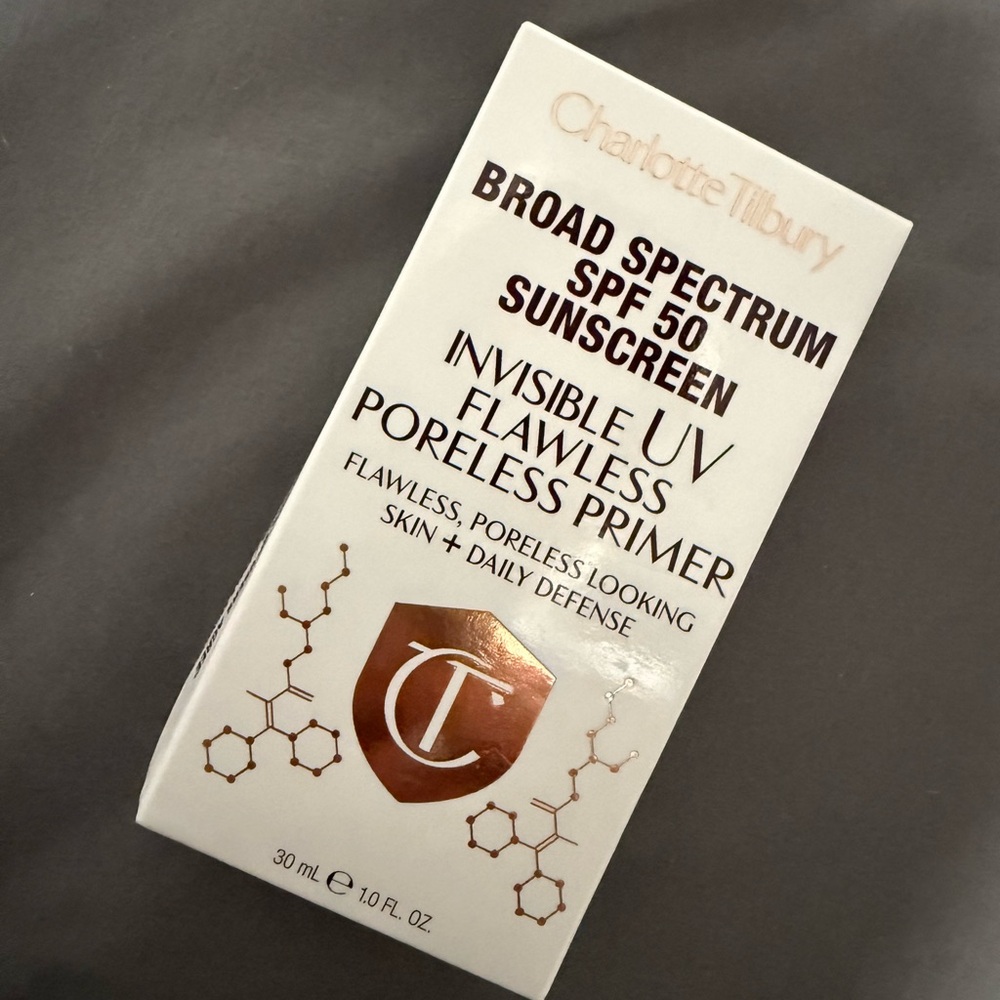 Charlotte Tilbury
BROAD SPECTRUM
SPF 50
SUNSCREEN
INVISIBLE UV
FLAWLESS
PORELESS PRIMER
FLAWLESS, PORELESS LOOKING
SKIN + DAILY DEFENSE
CT
30 mL ℮ 1.0 FL. OZ.